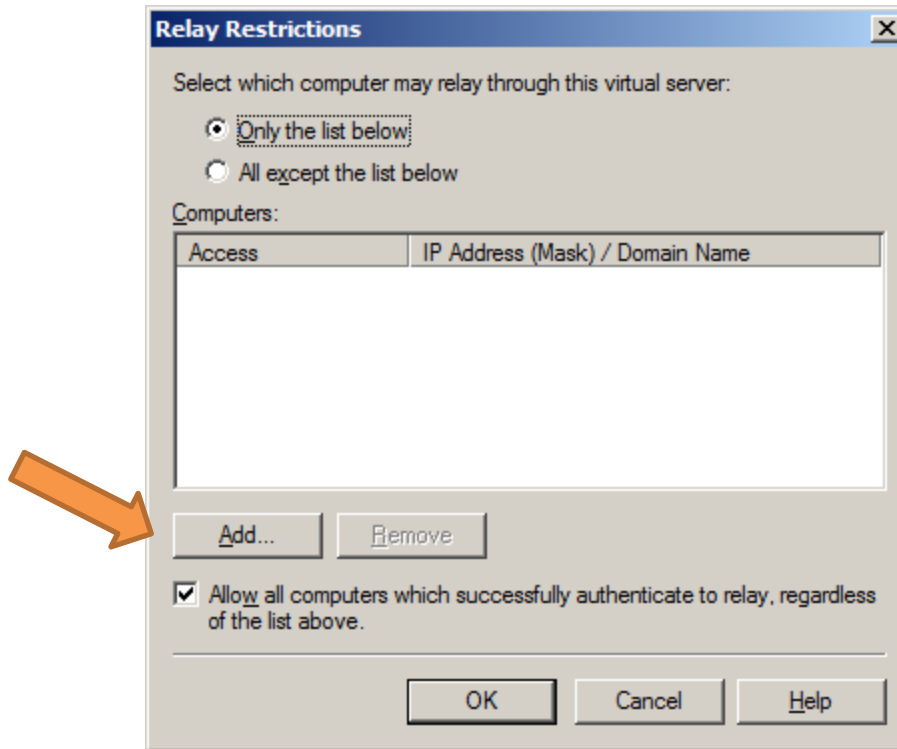 Relay Restrictions
Select which computer may relay through this virtual server:
Only the list below
All except the list below
Computers:
Access IP Address (Mask) / Domain Name
Add... Remove
Allow all computers which successfully authenticate to relay, regardless
of the list above.
OK Cancel Help